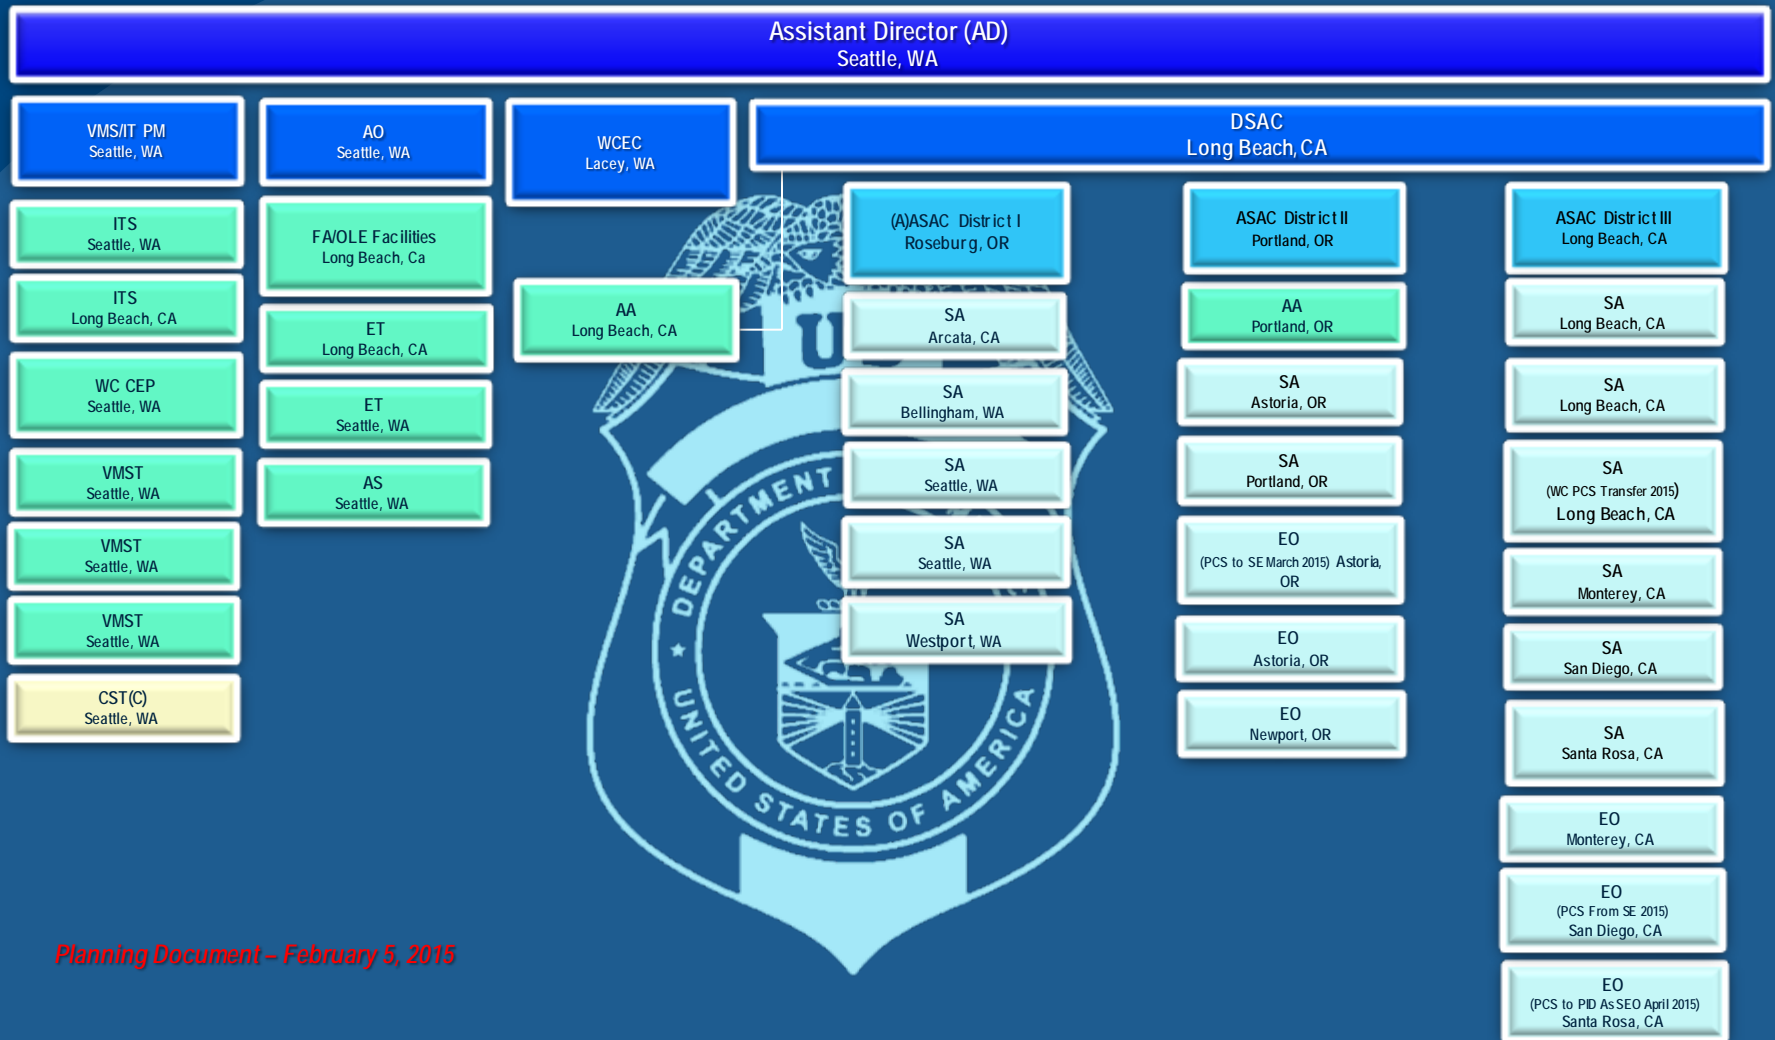 Assistant Director (AD)
Seattle, WA
VMS/IT PM
Seattle, WA
AO
Seattle, WA
WCEC
Lacey, WA
DSAC
Long Beach, CA
ITS
Seattle, WA
ITS
Long Beach, CA
WC CEP
Seattle, WA
VMST
Seattle, WA
VMST
Seattle, WA
VMST
Seattle, WA
CST(C)
Seattle, WA
FA/OLE Facilities
Long Beach, Ca
ET
Long Beach, CA
ET
Seattle, WA
AS
Seattle, WA
AA
Long Beach, CA
(A)ASAC District I
Roseburg, OR
SA
Arcata, CA
SA
Bellingham, WA
SA
Seattle, WA
SA
Seattle, WA
SA
Westport, WA
ASAC District II
Portland, OR
AA
Portland, OR
SA
Astoria, OR
SA
Portland, OR
EO
(PCS to SE March 2015) Astoria,
OR
EO
Astoria, OR
EO
Newport, OR
ASAC District III
Long Beach, CA
SA
Long Beach, CA
SA
Long Beach, CA
SA
(WC PCS Transfer 2015)
Long Beach, CA
SA
Monterey, CA
SA
San Diego, CA
SA
Santa Rosa, CA
EO
Monterey, CA
EO
(PCS From SE 2015)
San Diego, CA
EO
(PCS to PID As SEO April 2015)
Santa Rosa, CA
U
DEPARTMENT
UNITED STATES OF AMERICA
Planning Document – February 5, 2015